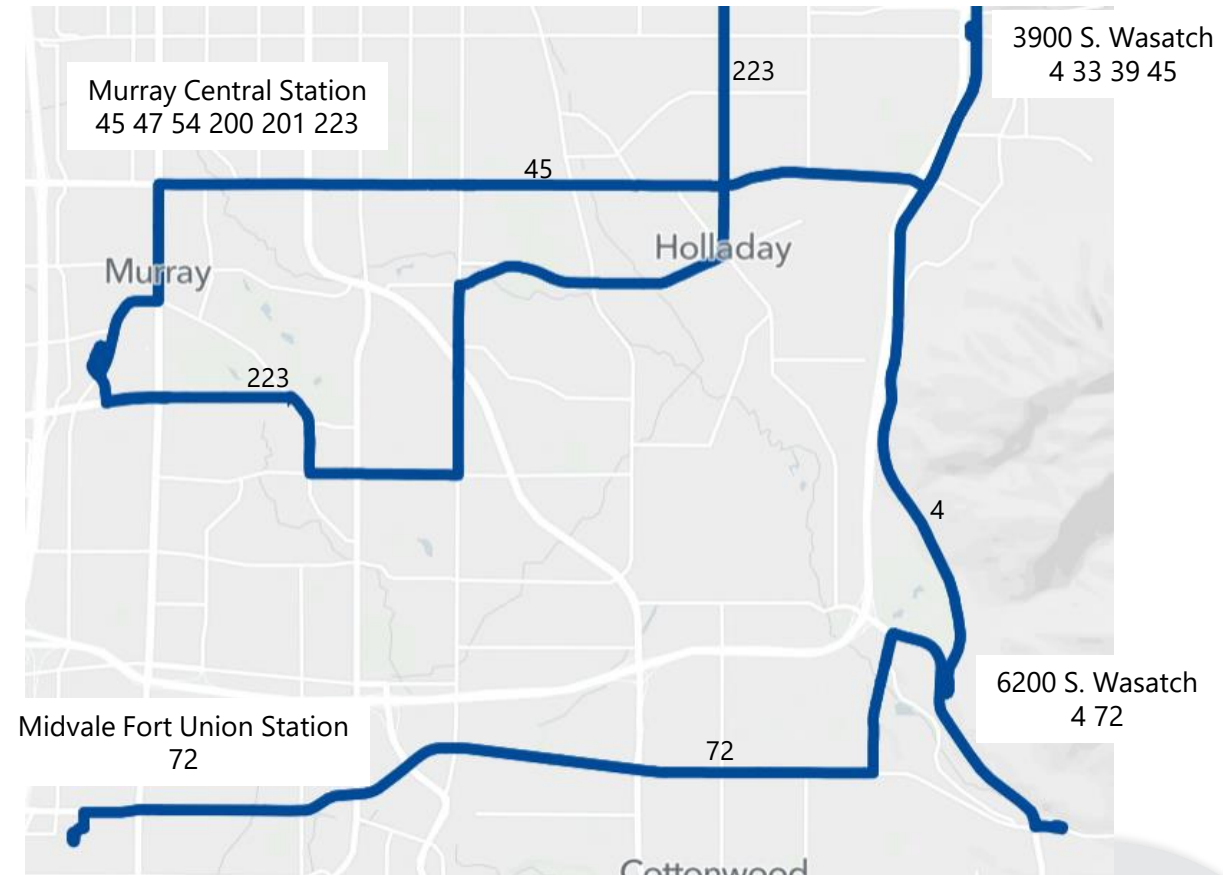 3900 S. Wasatch
4 33 39 45
223
Murray Central Station
45 47 54 200 201 223
45
Holladay
Murray
223
4
6200 S. Wasatch
4 72
Midvale Fort Union Station
72
72
Cottonwood